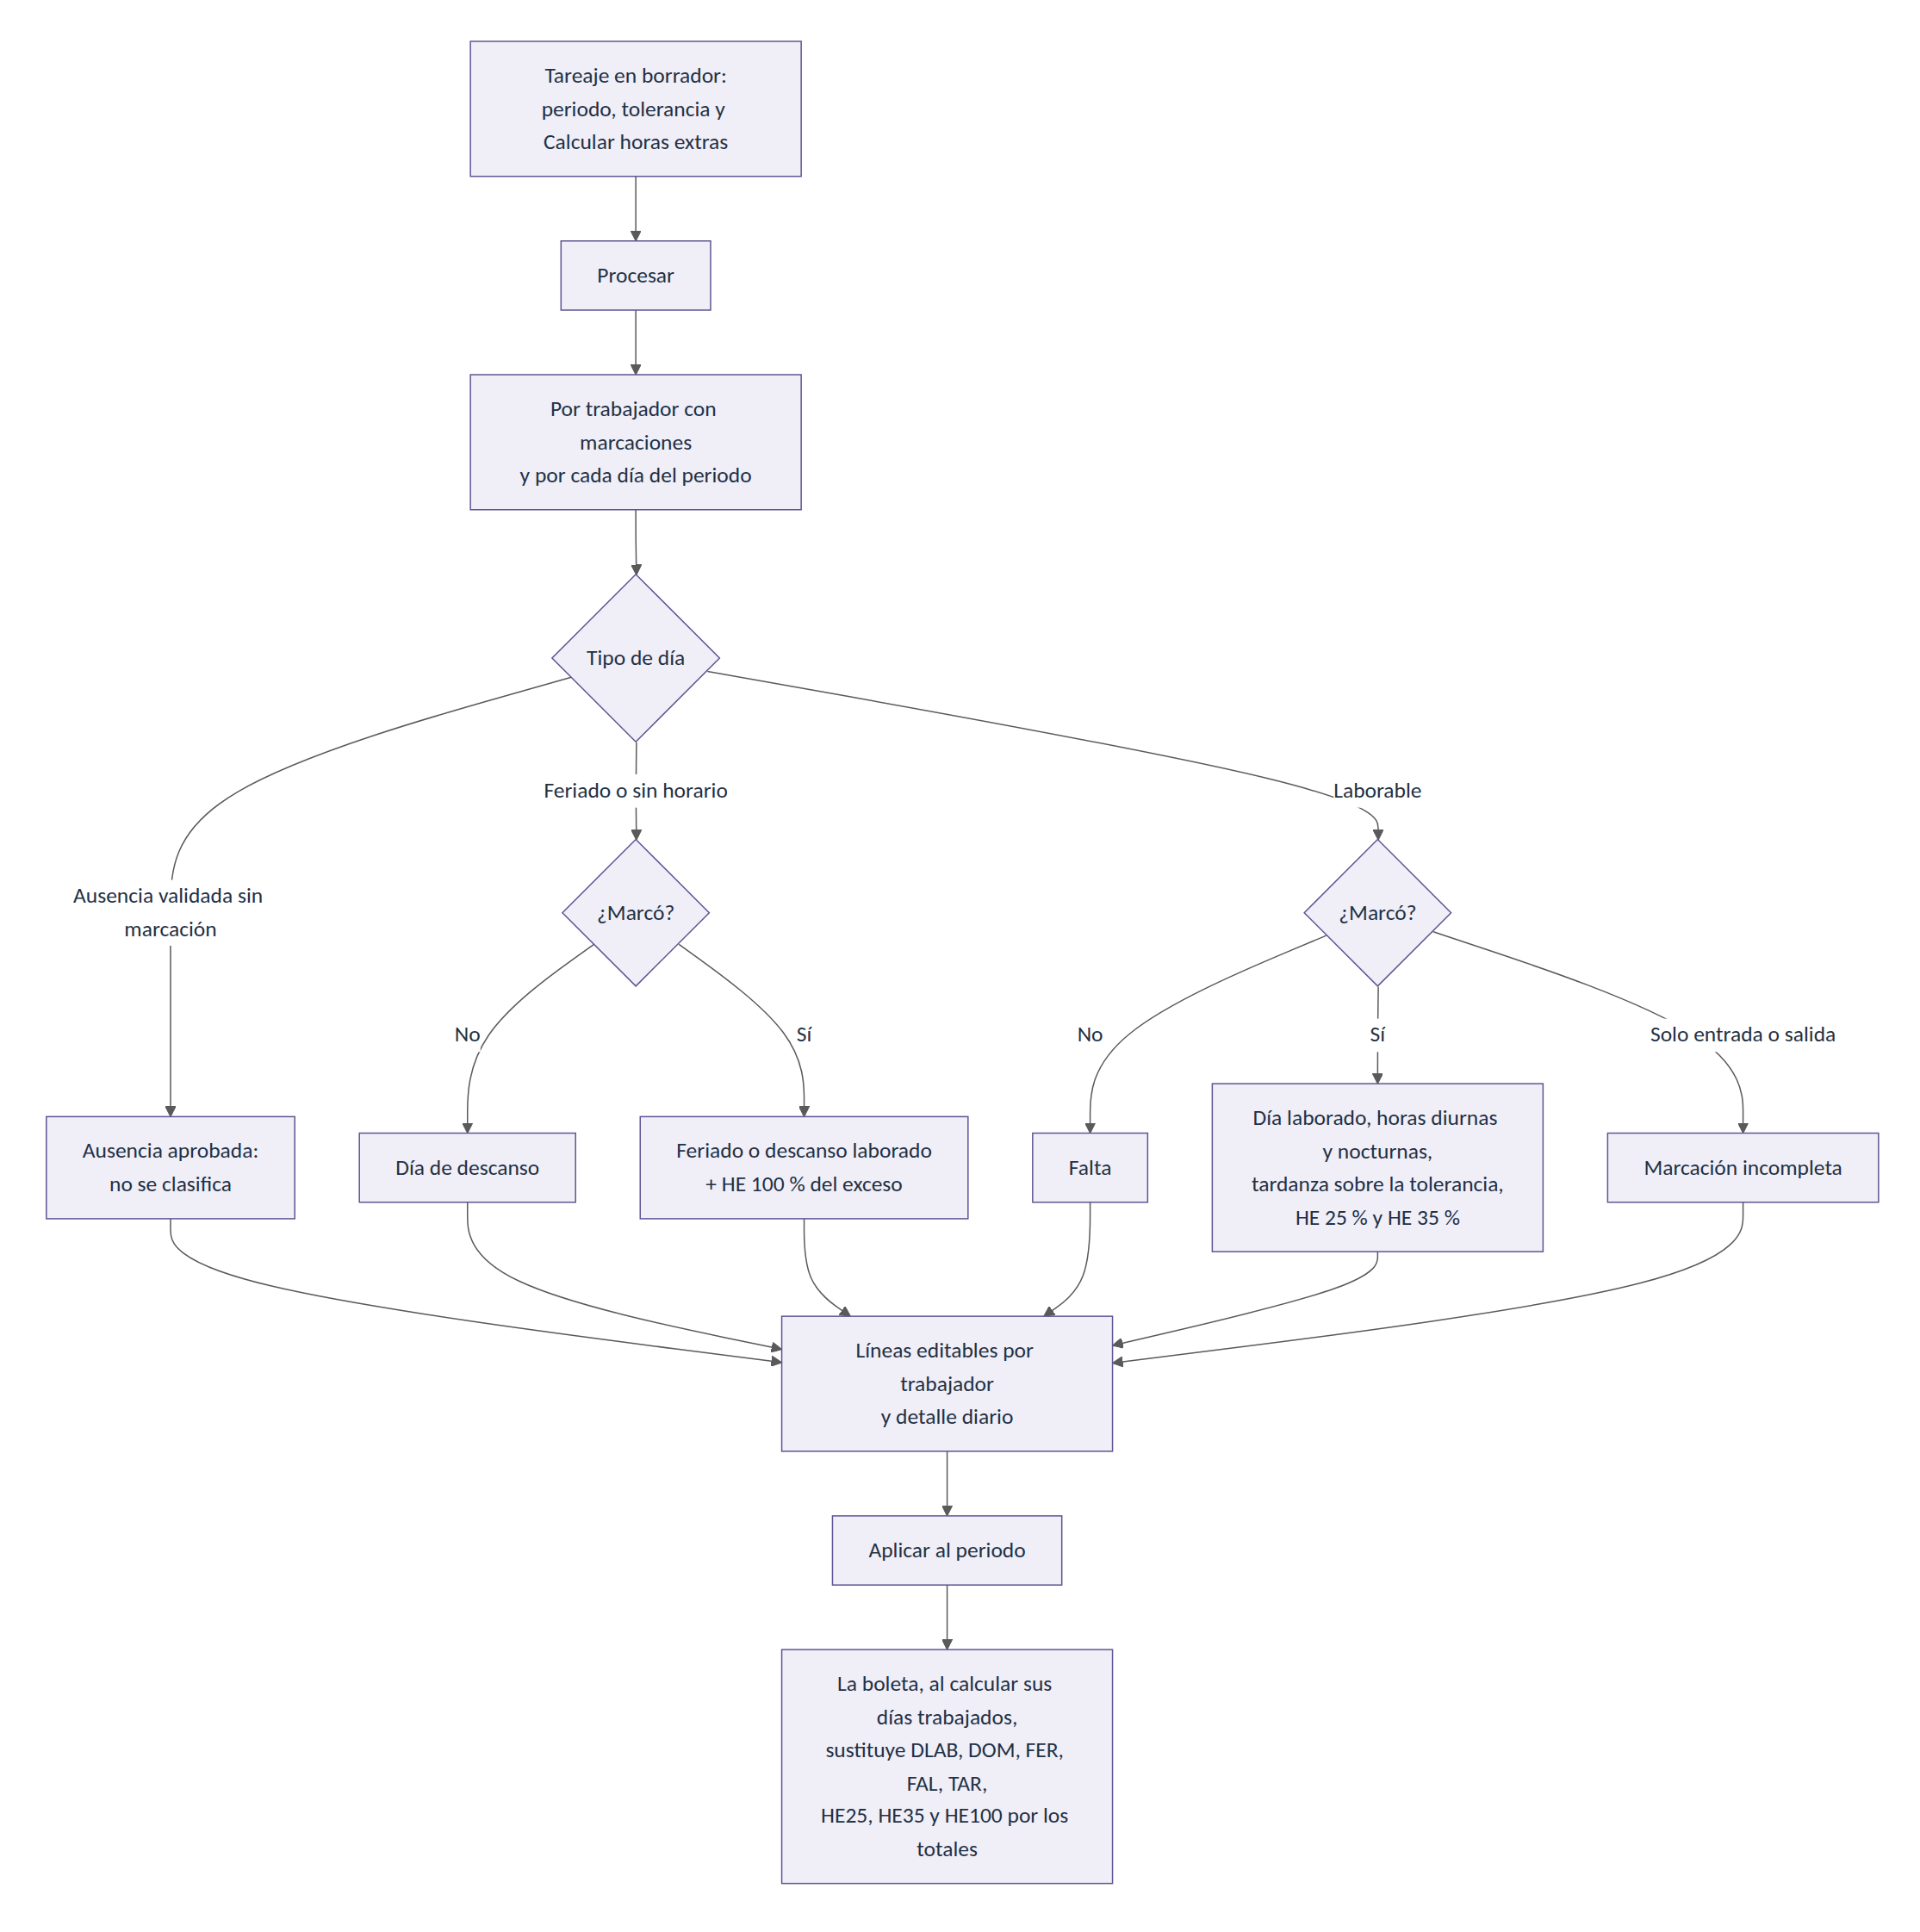 Tareaje en borrador:
periodo, tolerancia y
Calcular horas extras
Procesar
Por trabajador con
marcaciones
y por cada día del periodo
Tipo de día
Feriado o sin horario
Laborable
Ausencia validada sin
marcación
¿Marcó?
¿Marcó?
No
Sí
No
Sí
Solo entrada o salida
Ausencia aprobada:
no se clasifica
Día de descanso
Feriado o descanso laborado
+ HE 100 % del exceso
Falta
Día laborado, horas diurnas
y nocturnas,
tardanza sobre la tolerancia,
HE 25 % y HE 35 %
Marcación incompleta
Líneas editables por
trabajador
y detalle diario
Aplicar al periodo
La boleta, al calcular sus
días trabajados,
sustituye DLAB, DOM, FER,
FAL, TAR,
HE25, HE35 y HE100 por los
totales